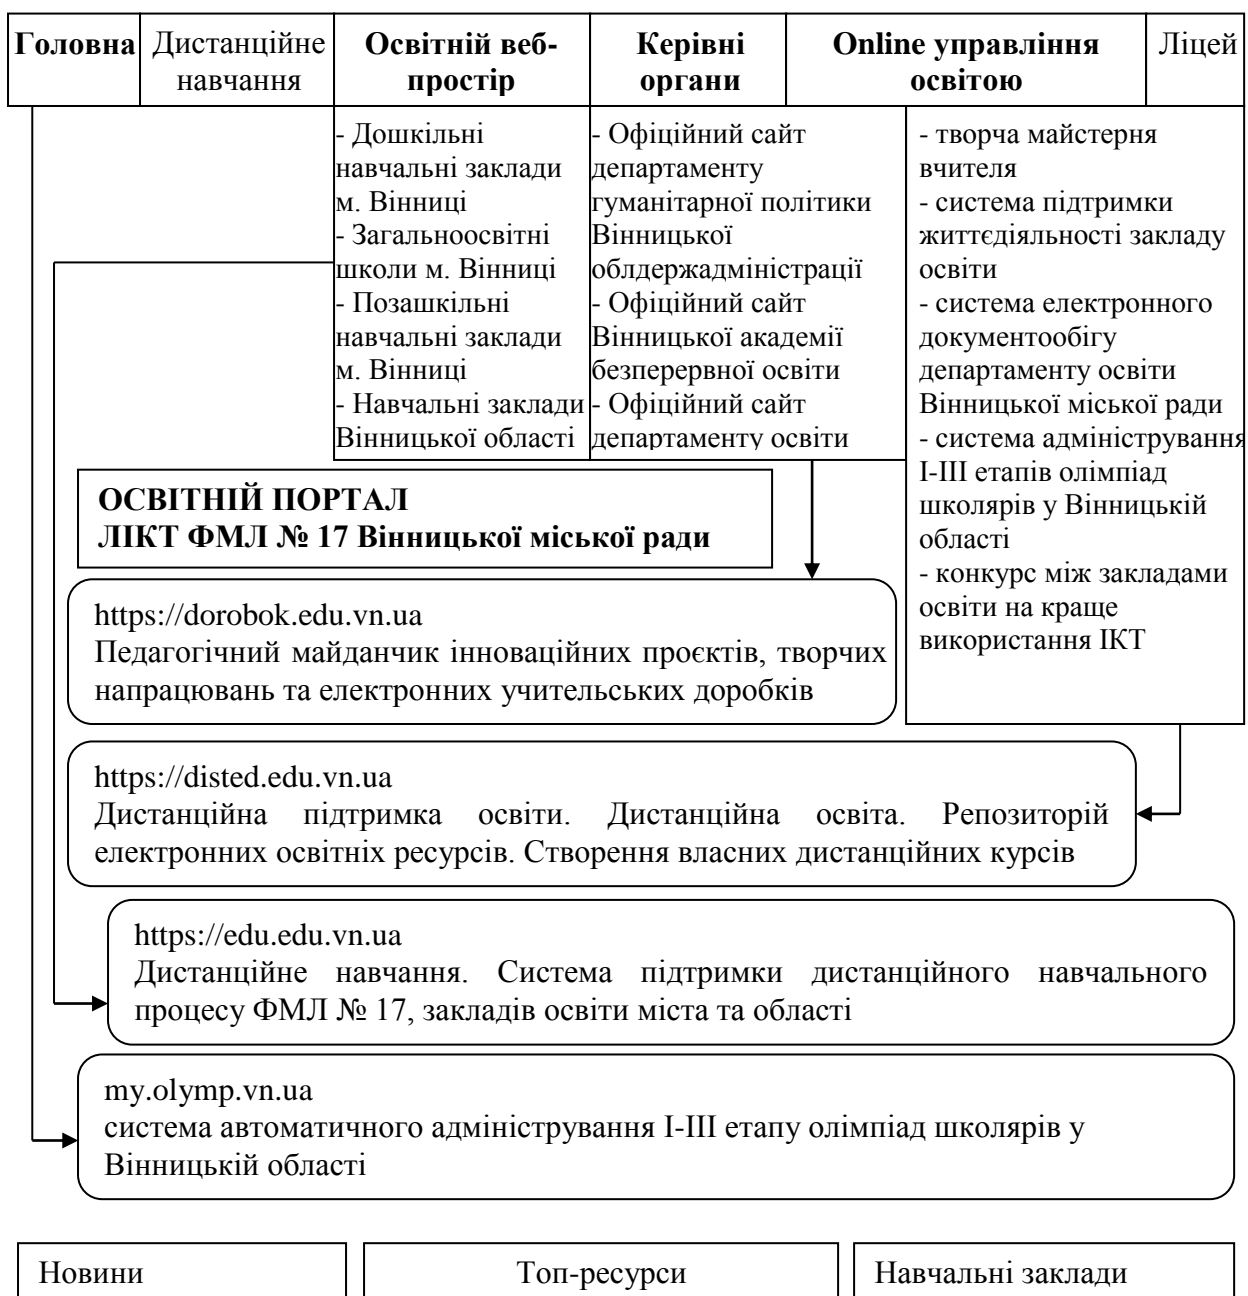 Головна
Дистанційне
навчання
Освітній веб-
простір
Керівні
органи
Online управління
освітою
Ліцей
- Дошкільні
навчальні заклади
м. Вінниці
- Загальноосвітні
школи м. Вінниці
- Позашкільні
навчальні заклади
м. Вінниці
- Навчальні заклади
Вінницької області
- Офіційний сайт
департаменту
гуманітарної політики
Вінницької
облдержадміністрації
- Офіційний сайт
Вінницької академії
безперервної освіти
- Офіційний сайт
департаменту освіти
- творча майстерня
вчителя
- система підтримки
життєдіяльності закладу
освіти
- система електронного
документообігу
департаменту освіти
Вінницької міської ради
- система адміністрування
І-ІІІ етапів олімпіад
школярів у Вінницькій
області
- конкурс між закладами
освіти на краще
використання ІКТ
ОСВІТНІЙ ПОРТАЛ
ЛІКТ ФМЛ № 17 Вінницької міської ради
https://dorobok.edu.vn.ua
Педагогічний майданчик інноваційних проєктів, творчих
напрацювань та електронних учительських доробків
https://disted.edu.vn.ua
Дистанційна підтримка освіти. Дистанційна освіта. Репозиторій
електронних освітніх ресурсів. Створення власних дистанційних курсів
https://edu.edu.vn.ua
Дистанційне навчання. Система підтримки дистанційного навчального
процесу ФМЛ № 17, закладів освіти міста та області
my.olymp.vn.ua
система автоматичного адміністрування І-ІІІ етапу олімпіад школярів у
Вінницькій області
Новини
Топ-ресурси
Навчальні заклади